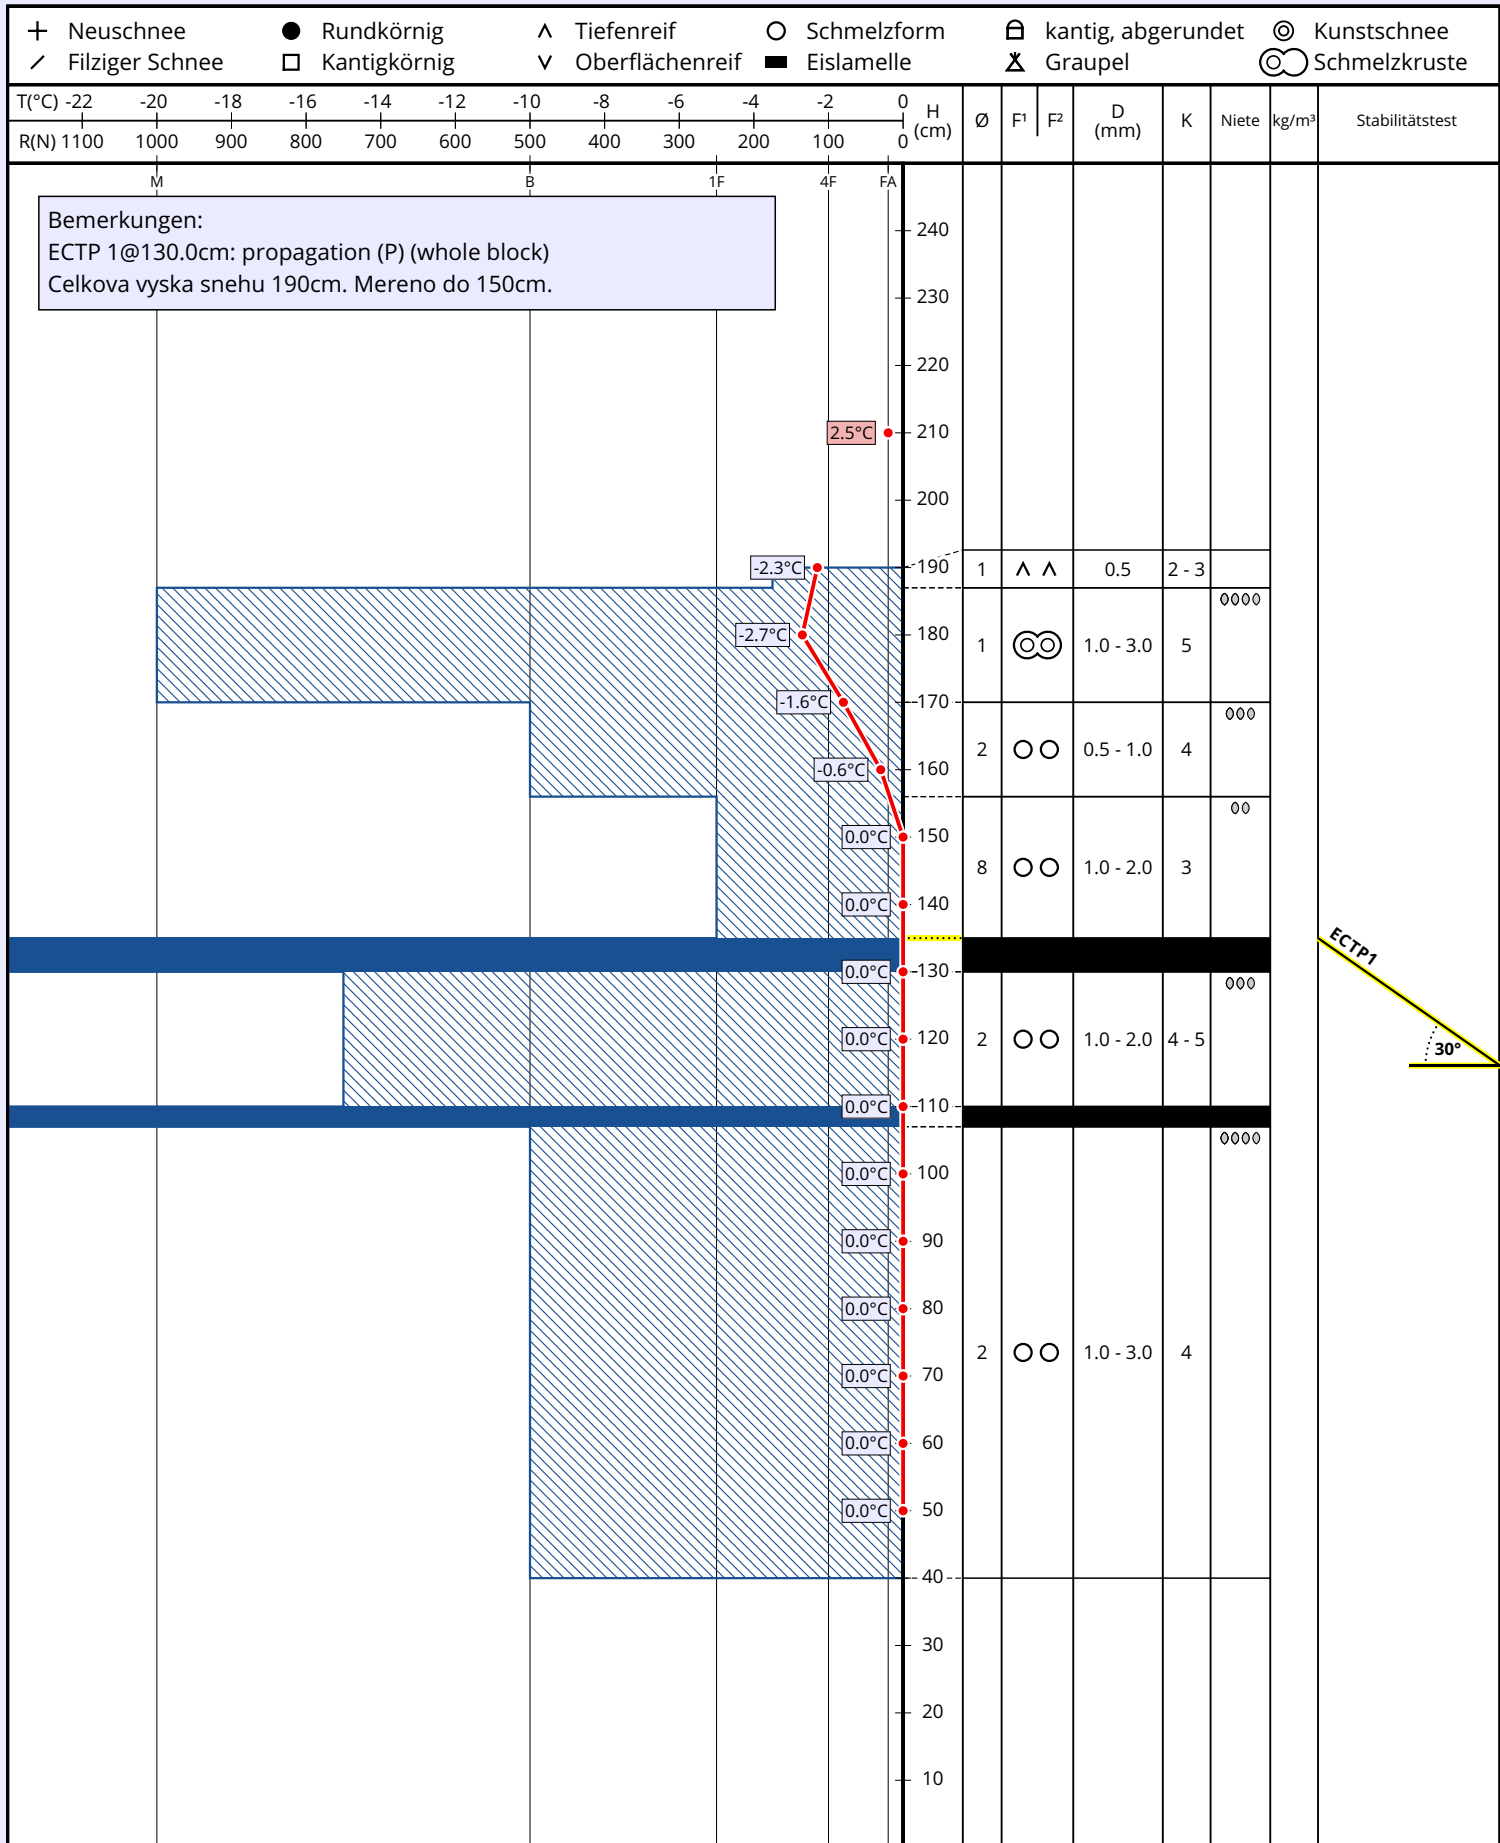 Neuschnee Rundkörnig Tiefenreif Schmelzform kantig, abgerundet Kunstschnee
Filziger Schnee Kantigkörnig Oberflächenreif Eislamelle Graupel Schmelzkruste
T(°C) -22 -20 -18 -16 -14 -12 -10 -8 -6 -4 -2 0
R(N) 1100 1000 900 800 700 600 500 400 300 200 100 0
H (cm) Ø F¹ F² D (mm) K Niete kg/m³ Stabilitätstest
M B 1F 4F FA
Bemerkungen:
ECTP 1@130.0cm: propagation (P) (whole block)
Celkova vyska snehu 190cm. Mereno do 150cm.
240
230
220
2.5°C 210
200
-2.3°C 190 1 0.5 2 - 3
-2.7°C 180 1 1.0 - 3.0 5
-1.6°C 170
2 0.5 - 1.0 4
-0.6°C 160
0.0°C 150
8 1.0 - 2.0 3
0.0°C 140
ECTP1
0.0°C 130
0.0°C 120 2 1.0 - 2.0 4 - 5 30°
0.0°C 110
0.0°C 100
0.0°C 90
0.0°C 80
2 1.0 - 3.0 4
0.0°C 70
0.0°C 60
0.0°C 50
40
30
20
10